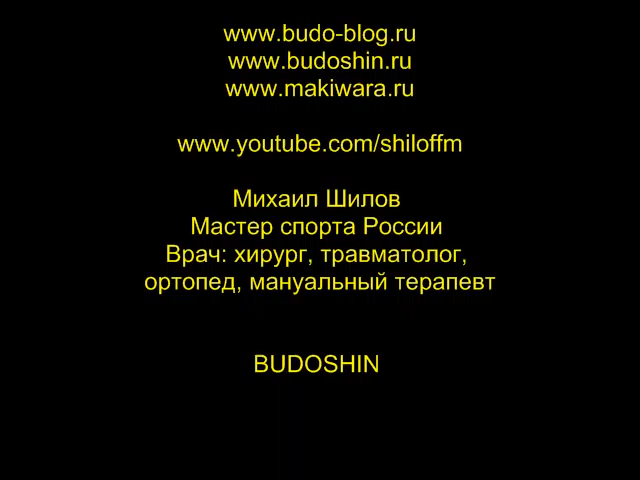 www.budo-blog.ru
www.budoshin.ru
www.makiwara.ru
www.youtube.com/shiloffm
Михаил Шилов
Мастер спорта России
Врач: хирург, травматолог,
ортопед, мануальный терапевт
BUDOSHIN